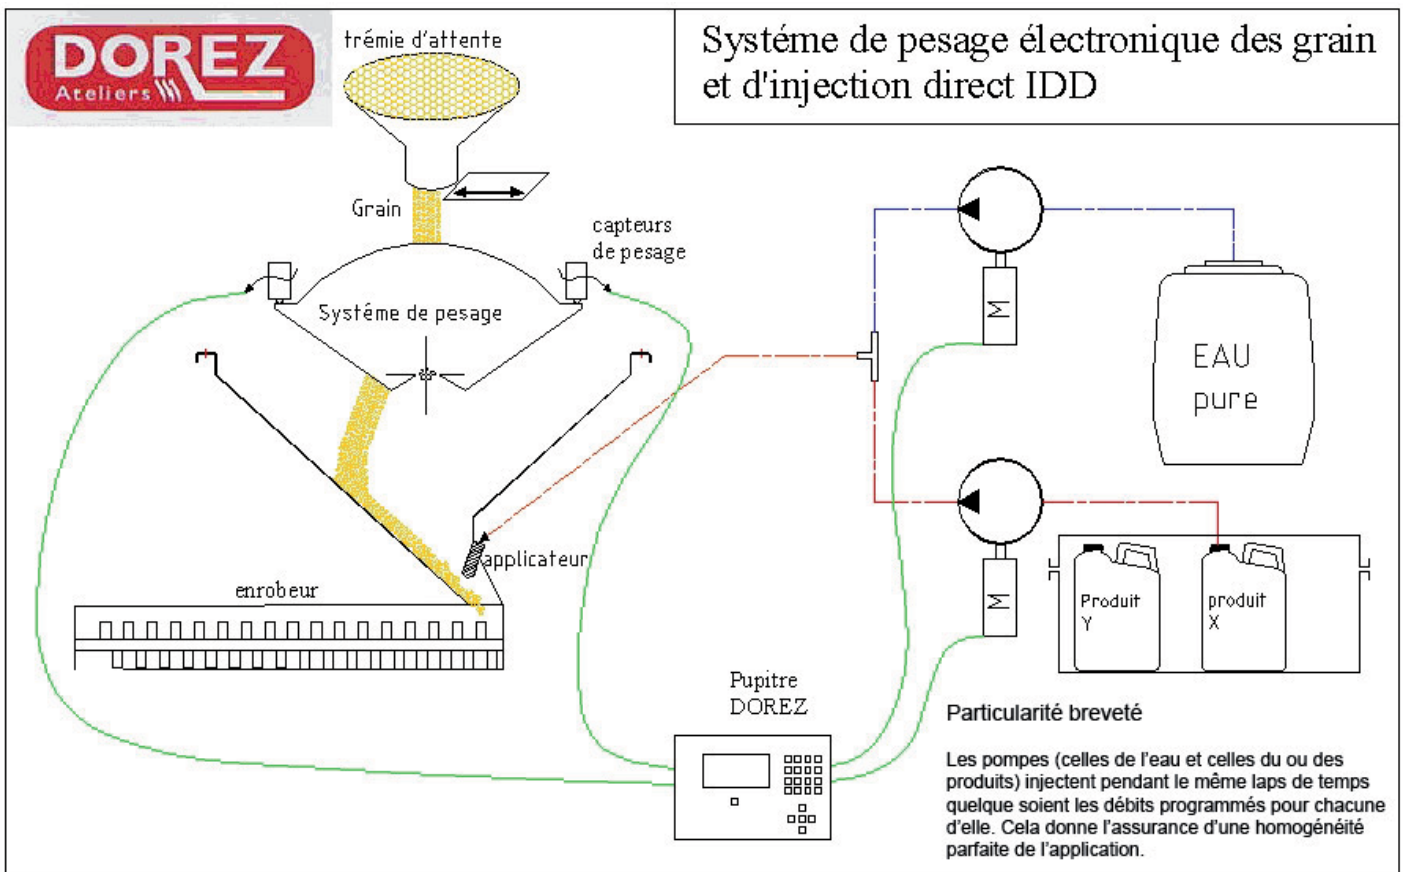 DOREZ
Ateliers
trémie d'attente
Systéme de pesage électronique des grain
et d'injection direct IDD
Grain
capteurs
de pesage
Systéme de pesage
M
EAU
pure
applicateur
enrobeur
M
Produit
Y
produit
X
Pupitre
DOREZ
Particularité breveté
Les pompes (celles de l'eau et celles du ou des
produits) injectent pendant le même laps de temps
quelque soient les débits programmés pour chacune
d'elle. Cela donne l'assurance d'une homogénéité
parfaite de l'application.